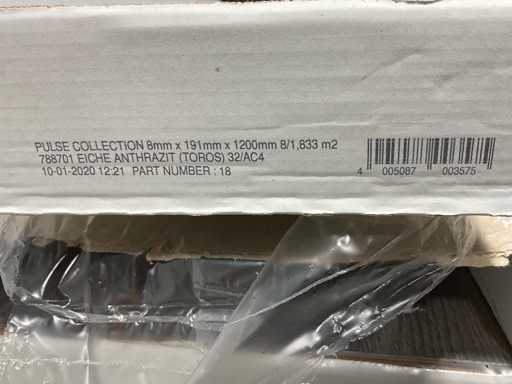 PULSE COLLECTION 8mm x 191mm x 1200mm 8/1,833 m2
788701 EICHE ANTHRAZIT (TOROS) 32/AC4
10-01-2020 12:21 PART NUMBER : 18
4 005087 003575